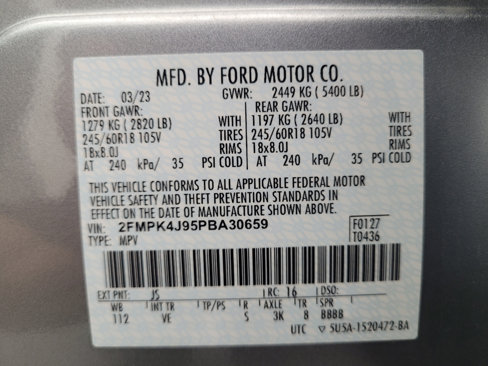 MFD. BY FORD MOTOR CO.
DATE: 03/23 GVWR: 2449 KG ( 5400 LB)
FRONT GAWR: REAR GAWR:
1279 KG ( 2820 LB) WITH 1197 KG ( 2640 LB) WITH
245/60R18 105V TIRES 245/60R18 105V TIRES
18x8.0J RIMS 18x8.0J RIMS
AT 240 kPa/ 35 PSI COLD AT 240 kPa/ 35 PSI COLD
THIS VEHICLE CONFORMS TO ALL APPLICABLE FEDERAL MOTOR
VEHICLE SAFETY AND THEFT PREVENTION STANDARDS IN
EFFECT ON THE DATE OF MANUFACTURE SHOWN ABOVE.
VIN: 2FMPK4J95PBA30659 F0127
TYPE: MPV T0436
EXT PNT: JS RC: 16 DSO:
WB INT TR TP/PS R AXLE TR SPR
112 VE S 3K 8 BBBB
UTC ▽ 5U5A-1520472-BA